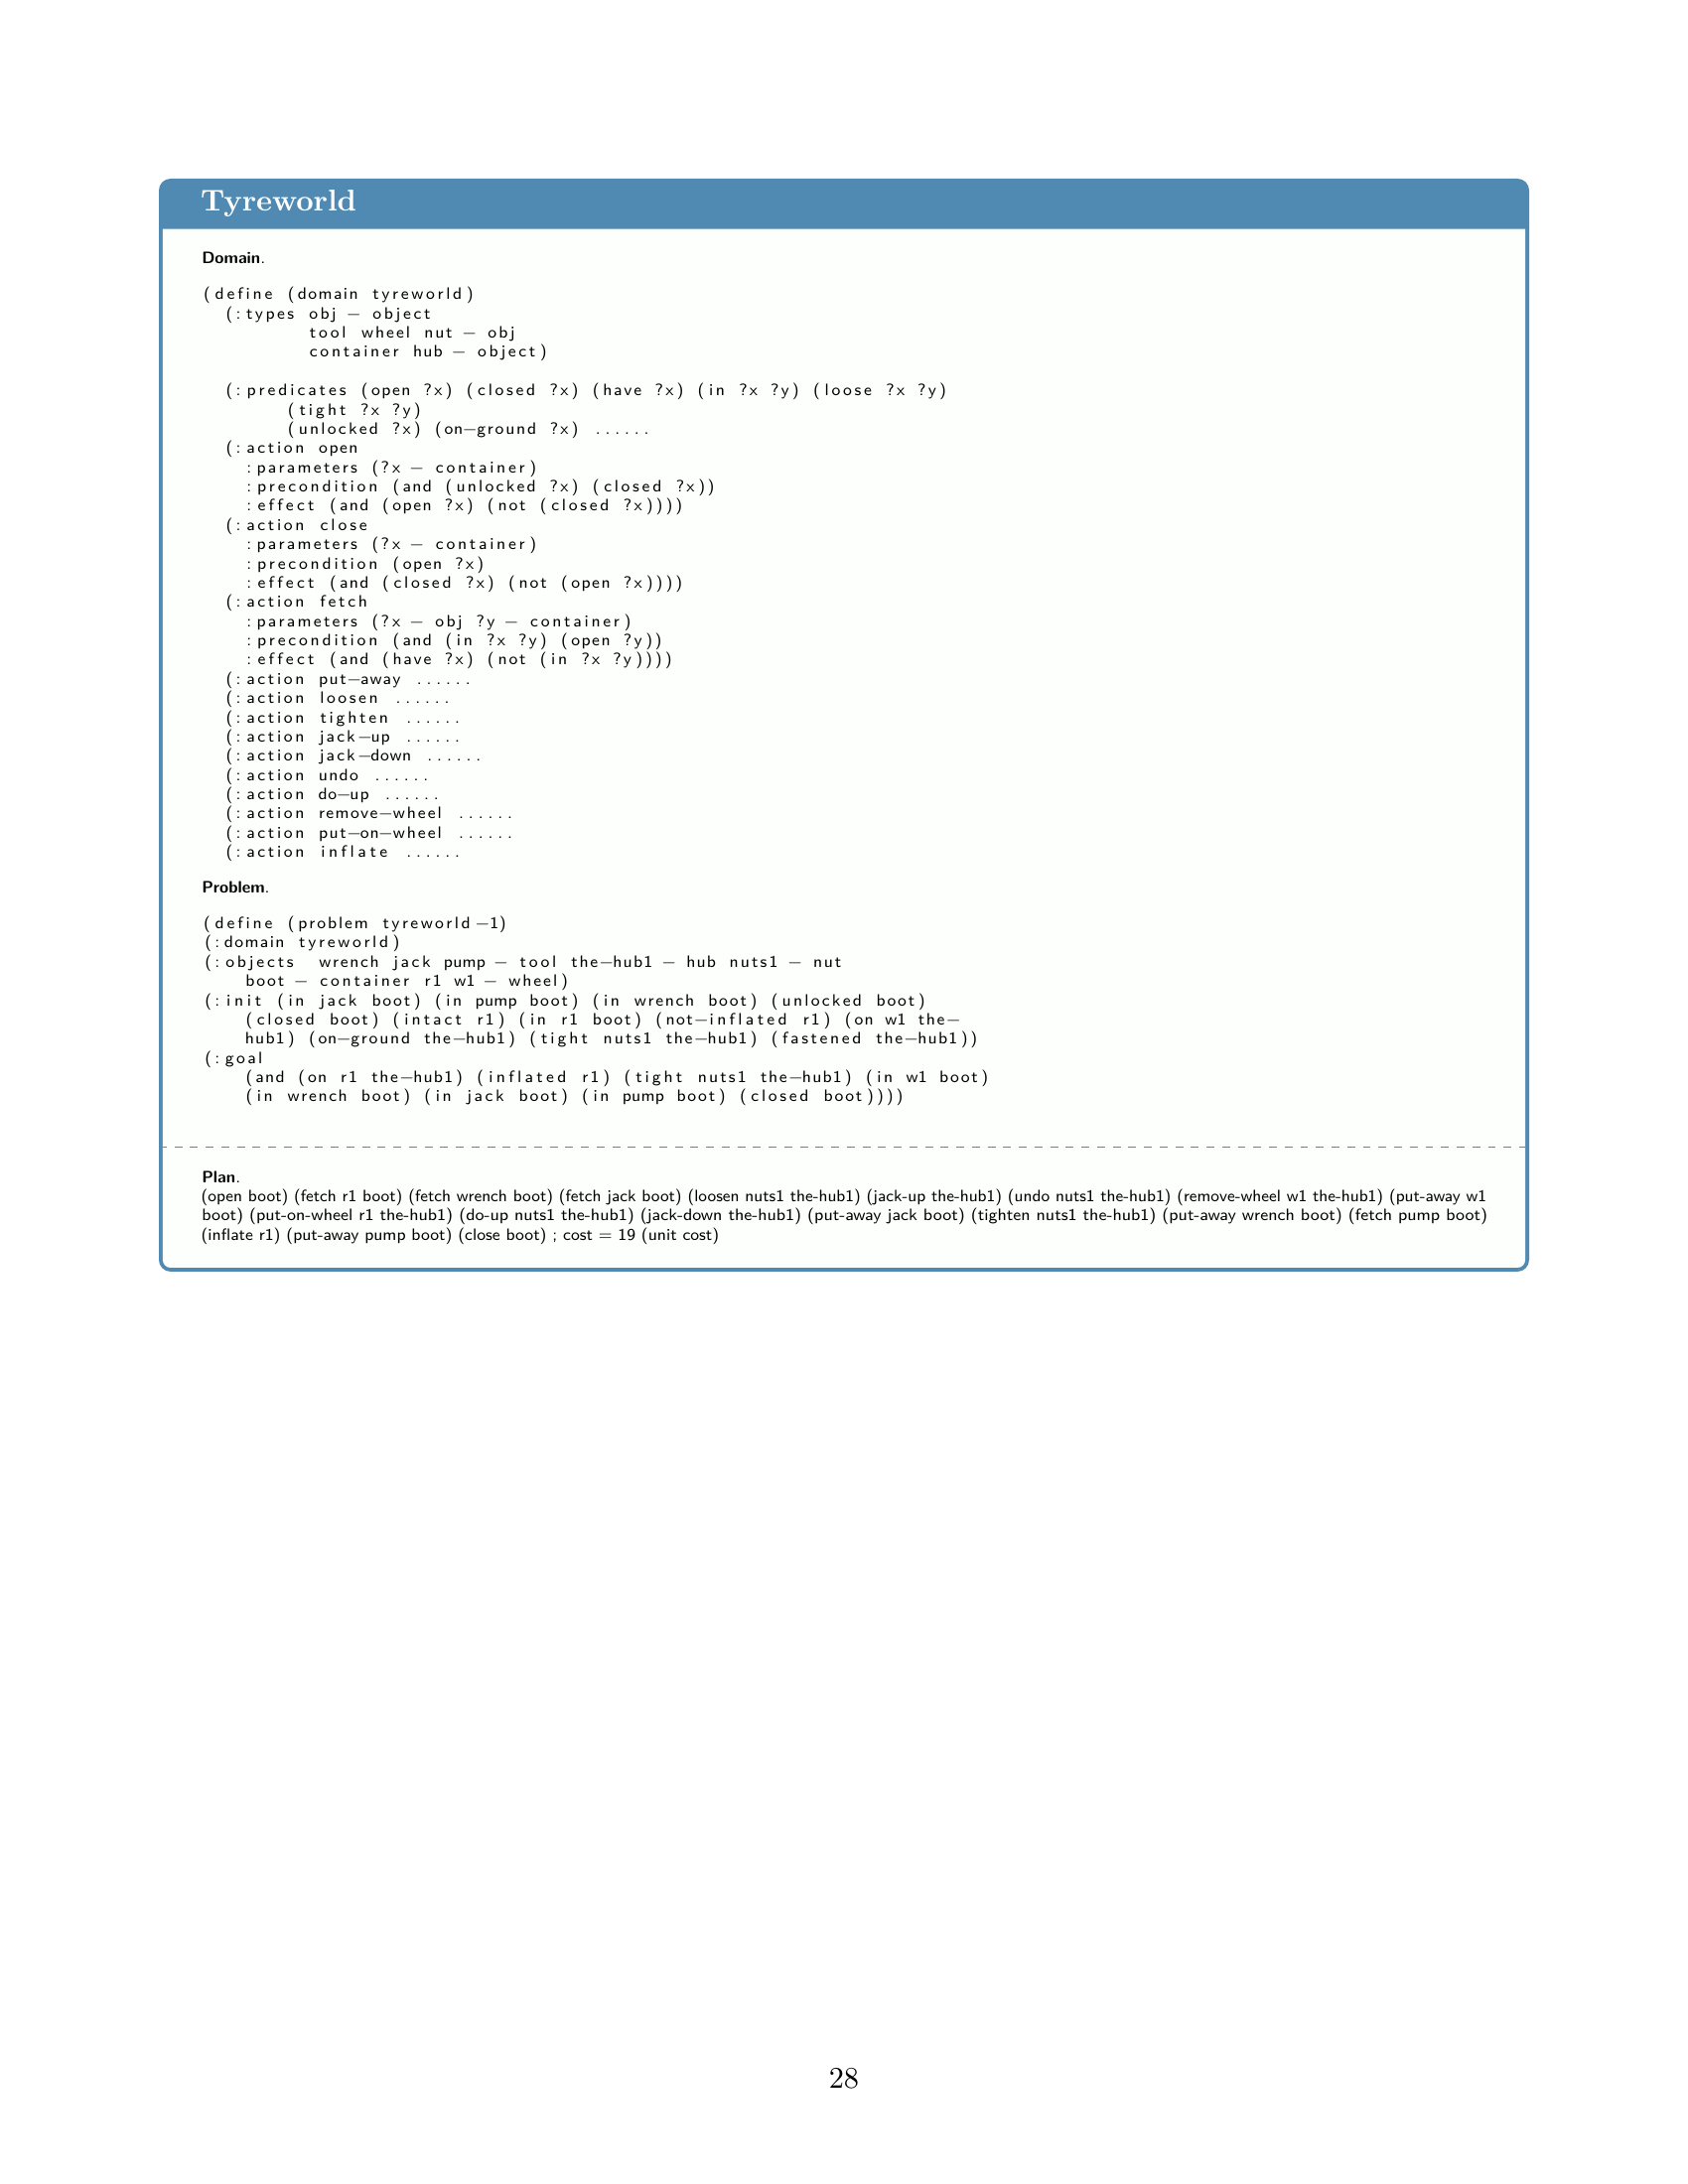 Tyreworld
Domain.
(define (domain tyreworld)
(:types obj − object
tool wheel nut − obj
container hub − object)
(:predicates (open ?x) (closed ?x) (have ?x) (in ?x ?y) (loose ?x ?y)
(tight ?x ?y)
(unlocked ?x) (on−ground ?x) ......
(:action open
:parameters (?x − container)
:precondition (and (unlocked ?x) (closed ?x))
:effect (and (open ?x) (not (closed ?x))))
(:action close
:parameters (?x − container)
:precondition (open ?x)
:effect (and (closed ?x) (not (open ?x))))
(:action fetch
:parameters (?x − obj ?y − container)
:precondition (and (in ?x ?y) (open ?y))
:effect (and (have ?x) (not (in ?x ?y))))
(:action put−away ......
(:action loosen ......
(:action tighten ......
(:action jack−up ......
(:action jack−down ......
(:action undo ......
(:action do−up ......
(:action remove−wheel ......
(:action put−on−wheel ......
(:action inflate ......
Problem.
(define (problem tyreworld−1)
(:domain tyreworld)
(:objects wrench jack pump − tool the−hub1 − hub nuts1 − nut
boot − container r1 w1 − wheel)
(:init (in jack boot) (in pump boot) (in wrench boot) (unlocked boot)
(closed boot) (intact r1) (in r1 boot) (not−inflated r1) (on w1 the−
hub1) (on−ground the−hub1) (tight nuts1 the−hub1) (fastened the−hub1))
(:goal
(and (on r1 the−hub1) (inflated r1) (tight nuts1 the−hub1) (in w1 boot)
(in wrench boot) (in jack boot) (in pump boot) (closed boot))))
Plan.
(open boot) (fetch r1 boot) (fetch wrench boot) (fetch jack boot) (loosen nuts1 the-hub1) (jack-up the-hub1) (undo nuts1 the-hub1) (remove-wheel w1 the-hub1) (put-away w1
boot) (put-on-wheel r1 the-hub1) (do-up nuts1 the-hub1) (jack-down the-hub1) (put-away jack boot) (tighten nuts1 the-hub1) (put-away wrench boot) (fetch pump boot)
(inflate r1) (put-away pump boot) (close boot) ; cost = 19 (unit cost)
28